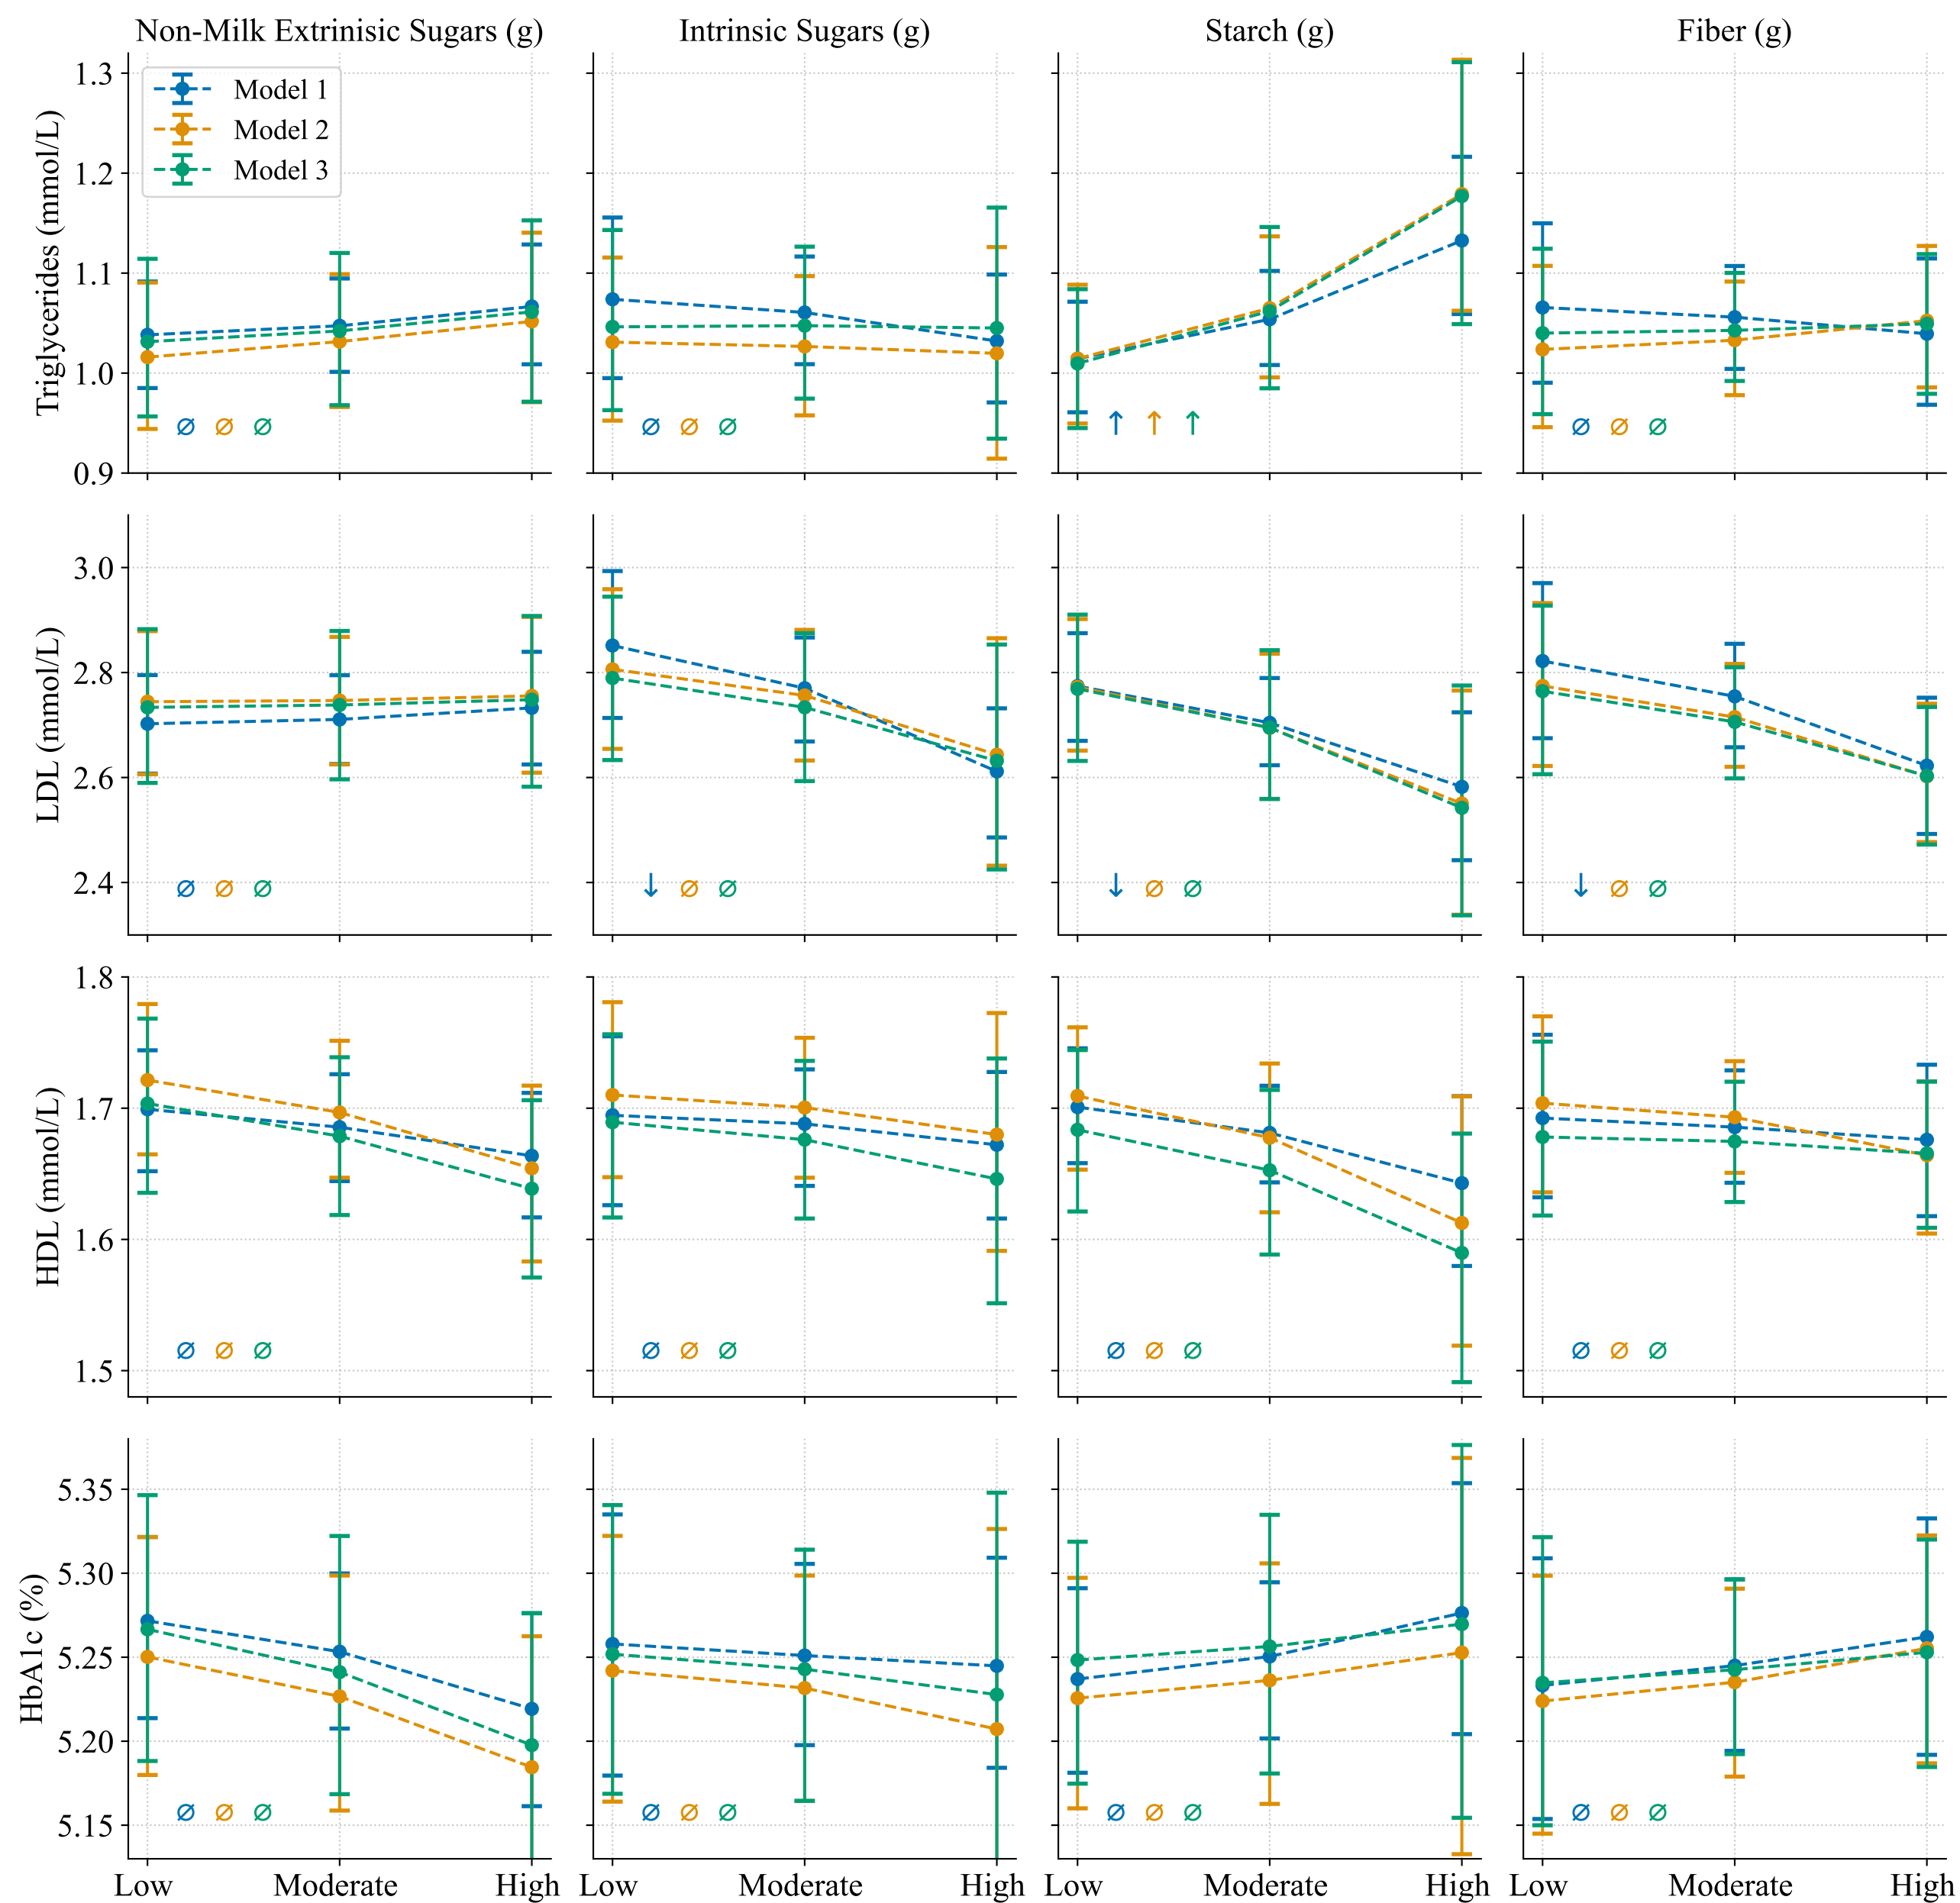 Non-Milk Extrinisic Sugars (g)
Intrinsic Sugars (g)
Starch (g)
Fiber (g)
Triglycerides (mmol/L)
1.3
1.2
1.1
1.0
0.9
Model 1
Model 2
Model 3
∅ ∅ ∅
∅ ∅ ∅
↑ ↑ ↑
∅ ∅ ∅
LDL (mmol/L)
3.0
2.8
2.6
2.4
∅ ∅ ∅
↓ ∅ ∅
↓ ∅ ∅
↓ ∅ ∅
HDL (mmol/L)
1.8
1.7
1.6
1.5
∅ ∅ ∅
∅ ∅ ∅
∅ ∅ ∅
∅ ∅ ∅
HbA1c (%)
5.35
5.30
5.25
5.20
5.15
∅ ∅ ∅
∅ ∅ ∅
∅ ∅ ∅
∅ ∅ ∅
Low Moderate High
Low Moderate High
Low Moderate High
Low Moderate High